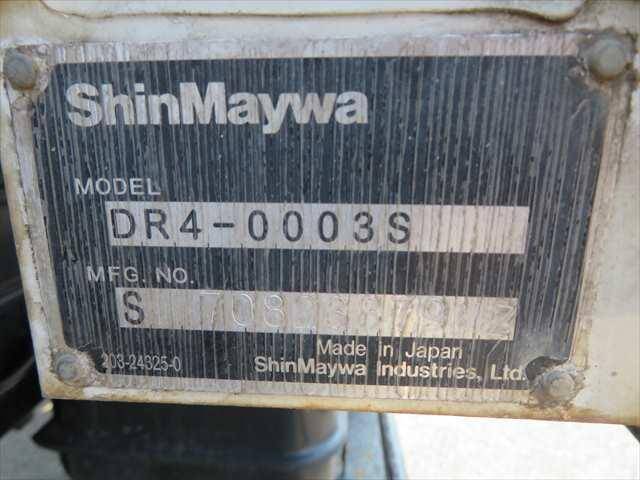 ShinMaywa
MODEL
DR4-0003S
MFG. NO.
S
Made in Japan
203-24325-0
ShinMaywa Industries, Ltd.